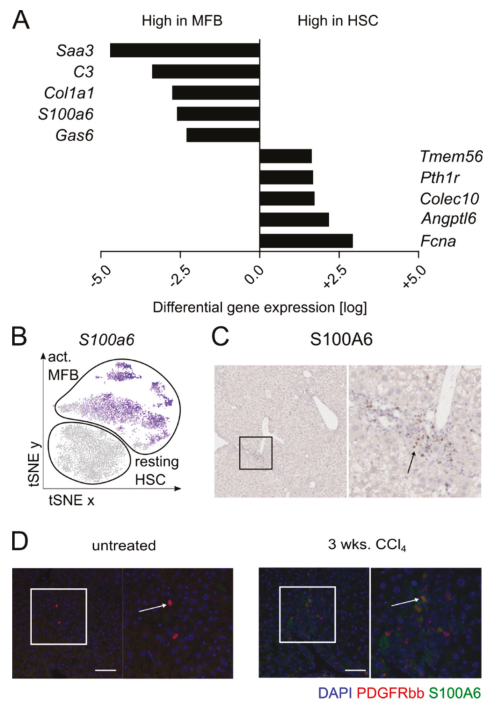 A
High in MFB
High in HSC
Saa3
C3
Col1a1
S100a6
Gas6
Tmem56
Pth1r
Colec10
Angptl6
Fcna
-5.0
-2.5
0.0
+2.5
+5.0
Differential gene expression [log]
B
S100a6
act.
MFB
resting
HSC
tSNE y
tSNE x
C
S100A6
D
untreated
3 wks. CCl₄
DAPI PDGFRbb S100A6